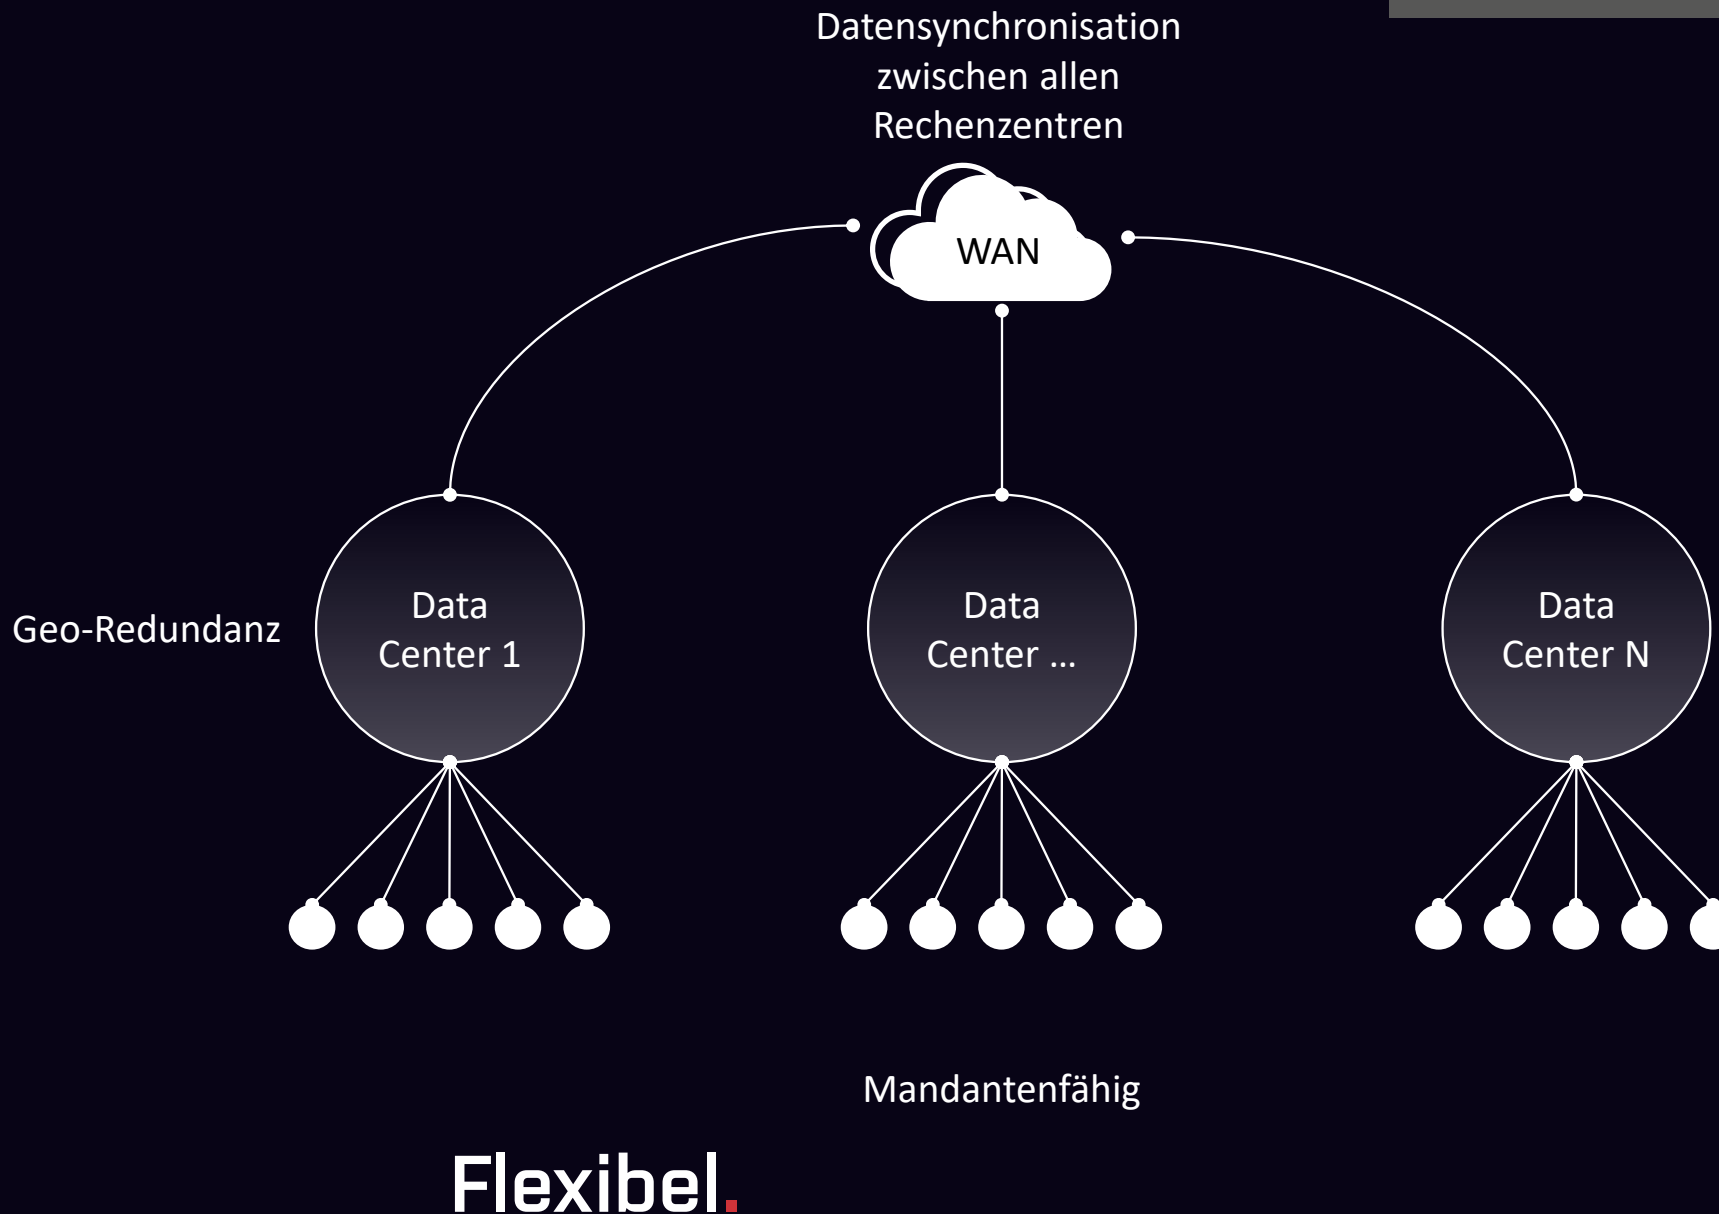 Datensynchronisation
zwischen allen
Rechenzentren
WAN
Geo-Redundanz
Data
Center 1
Data
Center ...
Data
Center N
Mandantenfähig
Flexibel.